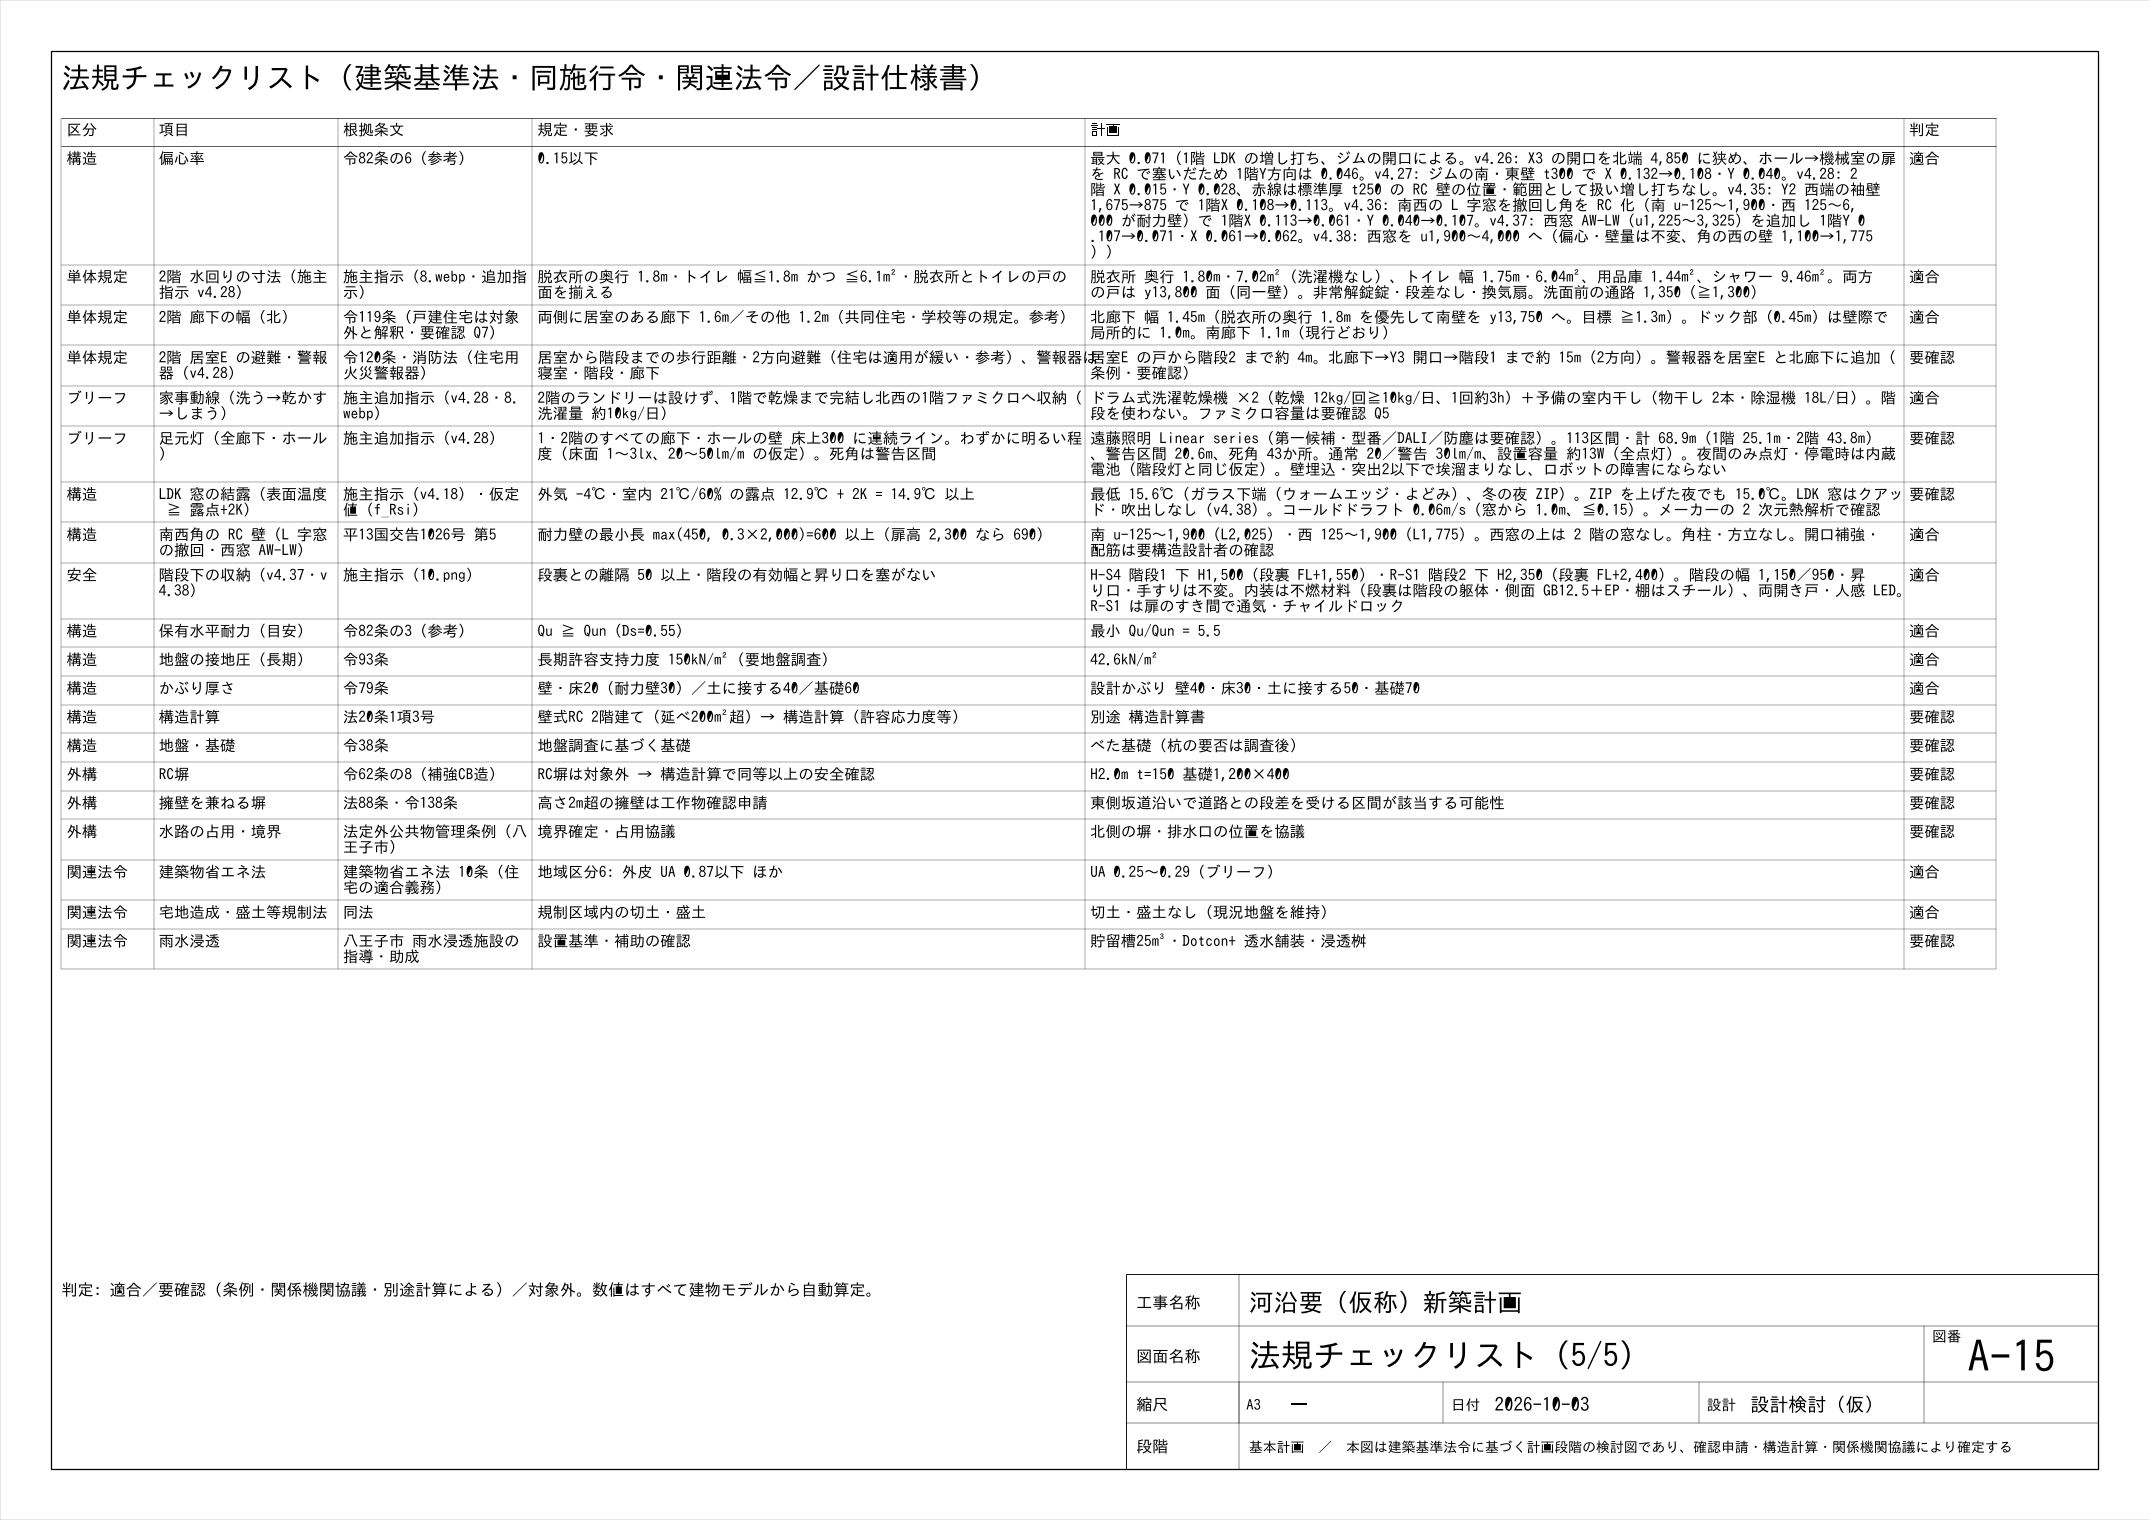 法規チェックリスト（建築基準法・同施行令・関連法令／設計仕様書）
区分 項目 根拠条文 規定・要求 計画 判定
構造 偏心率 令82条の6（参考） 0.15以下 最大 0.071（1階 LDK の増し打ち、ジムの開口による。v4.26: X3 の開口を北端 4,850 に狭め、ホール→機械室の扉 適合
を RC で塞いだため 1階Y方向は 0.046。v4.27: ジムの南・東壁 t300 で X 0.132→0.108・Y 0.040。v4.28: 2
階 X 0.015・Y 0.028、赤線は標準厚 t250 の RC 壁の位置・範囲として扱い増し打ちなし。v4.35: Y2 西端の袖壁
1,675→875 で 1階X 0.108→0.113。v4.36: 南西の L 字窓を撤回し角を RC 化（南 u-125～1,900・西 125～6,
000 が耐力壁）で 1階X 0.113→0.061・Y 0.040→0.107。v4.37: 西窓 AW-LW（u1,225～3,325）を追加し 1階Y 0
.107→0.071・X 0.061→0.062。v4.38: 西窓を u1,900～4,000 へ（偏心・壁量は不変、角の西の壁 1,100→1,775
））
単体規定 2階 水回りの寸法（施主 施主指示（8.webp・追加指 脱衣所の奥行 1.8m・トイレ 幅≦1.8m かつ ≦6.1m²・脱衣所とトイレの戸の 脱衣所 奥行 1.80m・7.02m²（洗濯機なし）、トイレ 幅 1.75m・6.04m²、用品庫 1.44m²、シャワー 9.46m²。両方 適合
指示 v4.28） 示） 面を揃える の戸は y13,800 面（同一壁）。非常解錠錠・段差なし・換気扇。洗面前の通路 1,350（≧1,300）
単体規定 2階 廊下の幅（北） 令119条（戸建住宅は対象 両側に居室のある廊下 1.6m／その他 1.2m（共同住宅・学校等の規定。参考） 北廊下 幅 1.45m（脱衣所の奥行 1.8m を優先して南壁を y13,750 へ。目標 ≧1.3m）。ドック部（0.45m）は壁際で 適合
外と解釈・要確認 Q7） 局所的に 1.0m。南廊下 1.1m（現行どおり）
単体規定 2階 居室E の避難・警報 令120条・消防法（住宅用 居室から階段までの歩行距離・2方向避難（住宅は適用が緩い・参考）、警報器は 居室E の戸から階段2 まで約 4m。北廊下→Y3 開口→階段1 まで約 15m（2方向）。警報器を居室E と北廊下に追加（ 要確認
器（v4.28） 火災警報器） 寝室・階段・廊下 条例・要確認）
ブリーフ 家事動線（洗う→乾かす 施主追加指示（v4.28・8. 2階のランドリーは設けず、1階で乾燥まで完結し北西の1階ファミクロへ収納（ ドラム式洗濯乾燥機 ×2（乾燥 12kg/回≧10kg/日、1回約3h）＋予備の室内干し（物干し 2本・除湿機 18L/日）。階 適合
→しまう） webp） 洗濯量 約10kg/日） 段を使わない。ファミクロ容量は要確認 Q5
ブリーフ 足元灯（全廊下・ホール 施主追加指示（v4.28） 1・2階のすべての廊下・ホールの壁 床上300 に連続ライン。わずかに明るい程 遠藤照明 Linear series（第一候補・型番／DALI／防塵は要確認）。113区間・計 68.9m（1階 25.1m・2階 43.8m） 要確認
） 度（床面 1～3lx、20～50lm/m の仮定）。死角は警告区間 、警告区間 20.6m、死角 43か所。通常 20／警告 30lm/m、設置容量 約13W（全点灯）。夜間のみ点灯・停電時は内蔵
電池（階段灯と同じ仮定）。壁埋込・突出2以下で埃溜まりなし、ロボットの障害にならない
構造 LDK 窓の結露（表面温度 施主指示（v4.18）・仮定 外気 -4℃・室内 21℃/60% の露点 12.9℃ + 2K = 14.9℃ 以上 最低 15.6℃（ガラス下端（ウォームエッジ・よどみ）、冬の夜 ZIP）。ZIP を上げた夜でも 15.0℃。LDK 窓はクアッ 要確認
≧ 露点+2K） 値（f_Rsi） ド・吹出しなし（v4.38）。コールドドラフト 0.06m/s（窓から 1.0m、≦0.15）。メーカーの 2 次元熱解析で確認
構造 南西角の RC 壁（L 字窓 平13国交告1026号 第5 耐力壁の最小長 max(450, 0.3×2,000)=600 以上（扉高 2,300 なら 690） 南 u-125～1,900（L2,025）・西 125～1,900（L1,775）。西窓の上は 2 階の窓なし。角柱・方立なし。開口補強・ 適合
の撤回・西窓 AW-LW） 配筋は要構造設計者の確認
安全 階段下の収納（v4.37・v 施主指示（10.png） 段裏との離隔 50 以上・階段の有効幅と昇り口を塞がない H-S4 階段1 下 H1,500（段裏 FL+1,550）・R-S1 階段2 下 H2,350（段裏 FL+2,400）。階段の幅 1,150／950・昇 適合
4.38） り口・手すりは不変。内装は不燃材料（段裏は階段の躯体・側面 GB12.5＋EP・棚はスチール）、両開き戸・人感 LED。
R-S1 は扉のすき間で通気・チャイルドロック
構造 保有水平耐力（目安） 令82条の3（参考） Qu ≧ Qun（Ds=0.55） 最小 Qu/Qun = 5.5 適合
構造 地盤の接地圧（長期） 令93条 長期許容支持力度 150kN/m²（要地盤調査） 42.6kN/m² 適合
構造 かぶり厚さ 令79条 壁・床20（耐力壁30）／土に接する40／基礎60 設計かぶり 壁40・床30・土に接する50・基礎70 適合
構造 構造計算 法20条1項3号 壁式RC 2階建て（延べ200m²超）→ 構造計算（許容応力度等） 別途 構造計算書 要確認
構造 地盤・基礎 令38条 地盤調査に基づく基礎 べた基礎（杭の要否は調査後） 要確認
外構 RC塀 令62条の8（補強CB造） RC塀は対象外 → 構造計算で同等以上の安全確認 H2.0m t=150 基礎1,200×400 要確認
外構 擁壁を兼ねる塀 法88条・令138条 高さ2m超の擁壁は工作物確認申請 東側坂道沿いで道路との段差を受ける区間が該当する可能性 要確認
外構 水路の占用・境界 法定外公共物管理条例（八 境界確定・占用協議 北側の塀・排水口の位置を協議 要確認
王子市）
関連法令 建築物省エネ法 建築物省エネ法 10条（住 地域区分6: 外皮 UA 0.87以下 ほか UA 0.25～0.29（ブリーフ） 適合
宅の適合義務）
関連法令 宅地造成・盛土等規制法 同法 規制区域内の切土・盛土 切土・盛土なし（現況地盤を維持） 適合
関連法令 雨水浸透 八王子市 雨水浸透施設の 設置基準・補助の確認 貯留槽25m³・Dotcon+ 透水舗装・浸透桝 要確認
指導・助成
判定: 適合／要確認（条例・関係機関協議・別途計算による）／対象外。数値はすべて建物モデルから自動算定。
工事名称 河沿要（仮称）新築計画
図面名称 法規チェックリスト（5/5） 図番 A-15
縮尺 A3 ― 日付 2026-10-03 設計 設計検討（仮）
段階 基本計画 ／ 本図は建築基準法令に基づく計画段階の検討図であり、確認申請・構造計算・関係機関協議により確定する